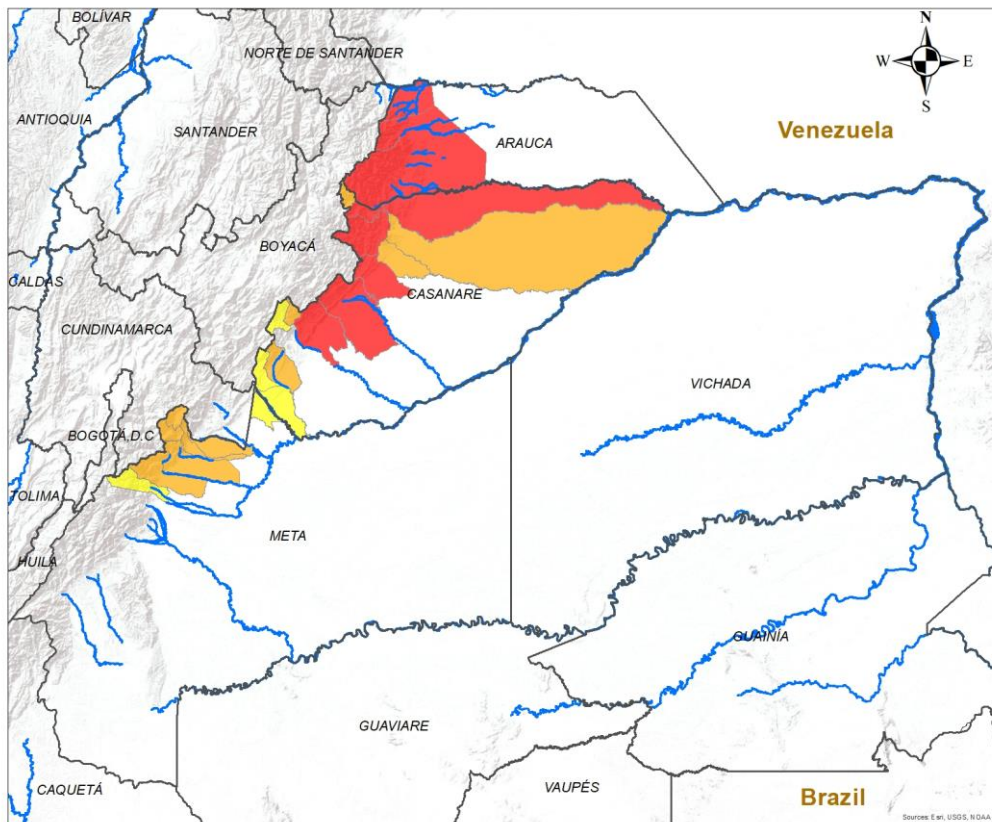 BOLÍVAR
NORTE DE SANTANDER
N
W
E
S
ANTIOQUIA
SANTANDER
ARAUCA
Venezuela
BOYACÁ
CALDAS
CASANARE
CUNDINAMARCA
VICHADA
BOGOTÁ D.C
TOLIMA
META
HUILA
GUAINÍA
GUAVIARE
CAQUETÁ
VAUPÉS
Brazil
Sources: Esri, USGS, NOAA